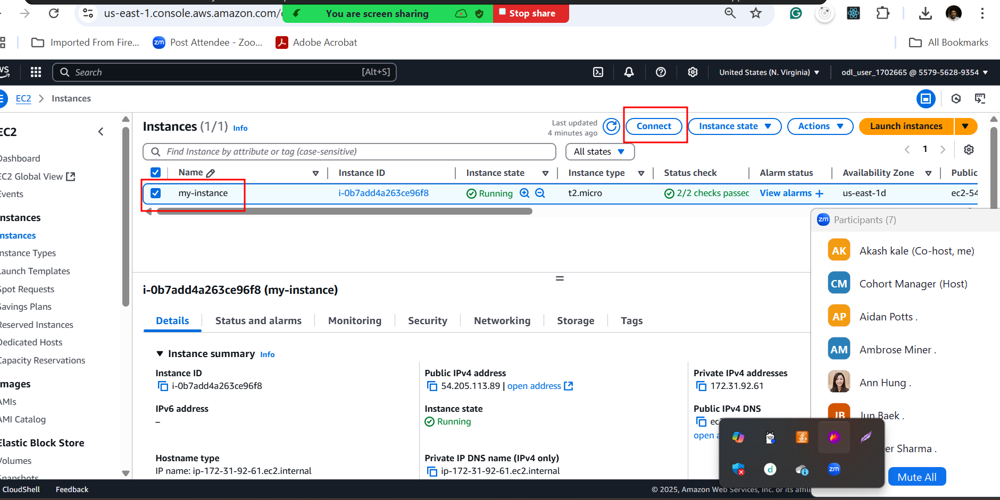 us-east-1.console.aws.amazon.com/
You are screen sharing
Stop share
Imported From Fire...
Post Attendee - Zoo...
Adobe Acrobat
All Bookmarks
Search
[Alt+S]
United States (N. Virginia)
odl_user_1702665 @ 5579-5628-9354
EC2
Instances
EC2
Dashboard
EC2 Global View
Events
Instances
Instances
Instance Types
Launch Templates
Spot Requests
Savings Plans
Reserved Instances
Dedicated Hosts
Capacity Reservations
Images
AMIs
AMI Catalog
Elastic Block Store
Volumes
Snapshots
Instances (1/1) Info
Last updated
4 minutes ago
Connect
Instance state
Actions
Launch instances
Find Instance by attribute or tag (case-sensitive)
All states
1
Name
Instance ID
Instance state
Instance type
Status check
Alarm status
Availability Zone
Public
my-instance
i-0b7add4a263ce96f8
Running
t2.micro
2/2 checks passed
View alarms +
us-east-1d
ec2-54
i-0b7add4a263ce96f8 (my-instance)
Details
Status and alarms
Monitoring
Security
Networking
Storage
Tags
Instance summary Info
Instance ID
i-0b7add4a263ce96f8
Public IPv4 address
54.205.113.89 | open address
Private IPv4 addresses
172.31.92.61
IPv6 address
–
Instance state
Running
Public IPv4 DNS
ec
open a
Hostname type
IP name: ip-172-31-92-61.ec2.internal
Private IP DNS name (IPv4 only)
ip-172-31-92-61.ec2.internal
zm Participants (7)
AK Akash kale (Co-host, me)
CM Cohort Manager (Host)
AP Aidan Potts .
AM Ambrose Miner .
Ann Hung .
JB Jun Baek .
er Sharma .
zm
Mute All
CloudShell
Feedback
© 2025, Amazon Web Services, Inc. or its affili